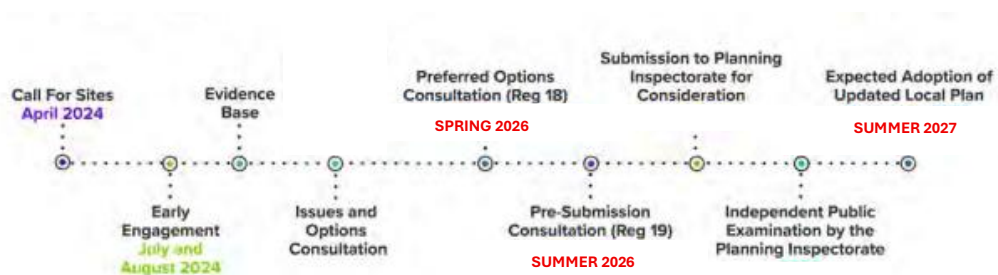 Call For Sites
April 2024
Early
Engagement
July and
August 2024
Evidence
Base
Issues and
Options
Consultation
Preferred Options
Consultation (Reg 18)
SPRING 2026
Pre-Submission
Consultation (Reg 19)
SUMMER 2026
Submission to Planning
Inspectorate for
Consideration
Independent Public
Examination by the
Planning Inspectorate
Expected Adoption of
Updated Local Plan
SUMMER 2027